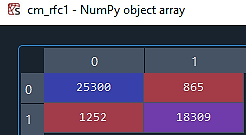 cm_rfc1 - NumPy object array
0 1
0 25300 865
1 1252 18309